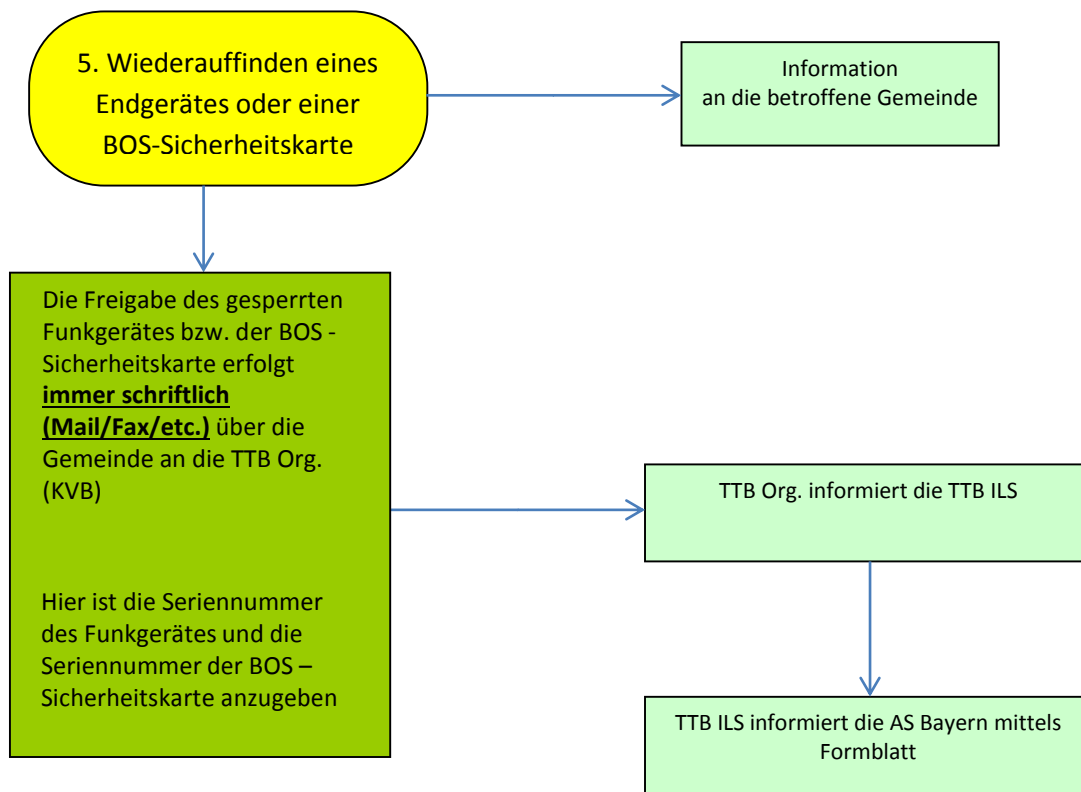 5. Wiederauffinden eines
Endgerätes oder einer
BOS-Sicherheitskarte
Information
an die betroffene Gemeinde
Die Freigabe des gesperrten
Funkgerätes bzw. der BOS -
Sicherheitskarte erfolgt
immer schriftlich
(Mail/Fax/etc.) über die
Gemeinde an die TTB Org.
(KVB)
Hier ist die Seriennummer
des Funkgerätes und die
Seriennummer der BOS –
Sicherheitskarte anzugeben
TTB Org. informiert die TTB ILS
TTB ILS informiert die AS Bayern mittels
Formblatt